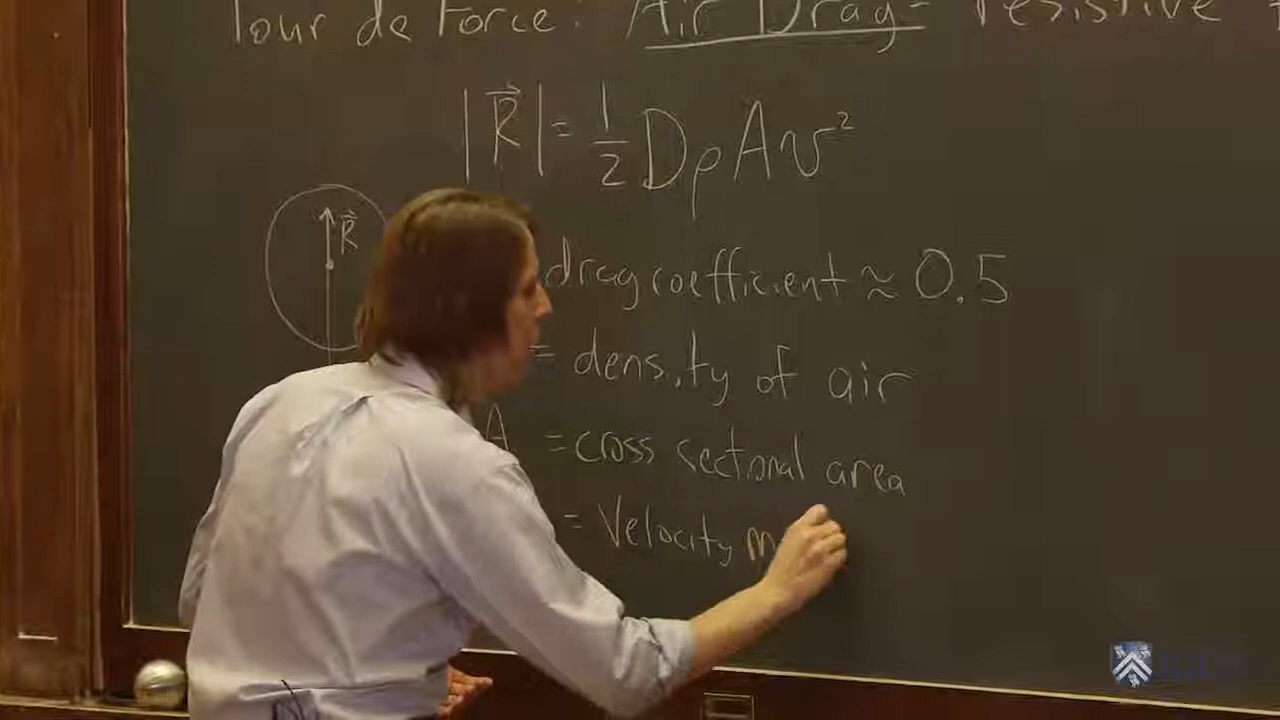 Tour de Force: Air Drag - resistive
|R⃗| = 1/2 DρAv²
R⃗
drag coefficient ≈ 0.5
= density of air
A = cross sectional area
= Velocity m